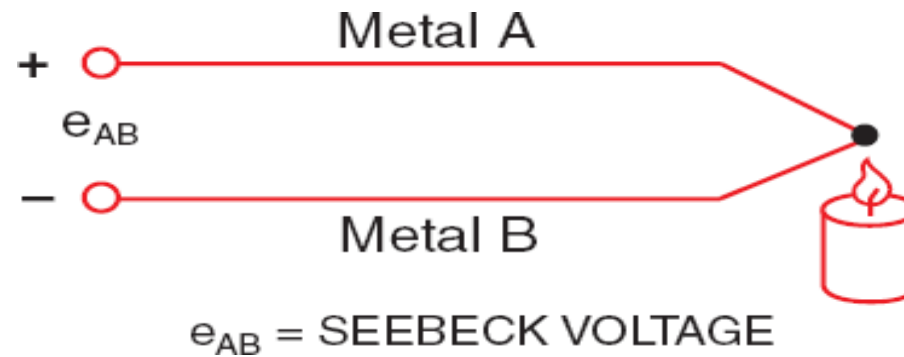 Metal A
+
eAB
−
Metal B
eAB = SEEBECK VOLTAGE